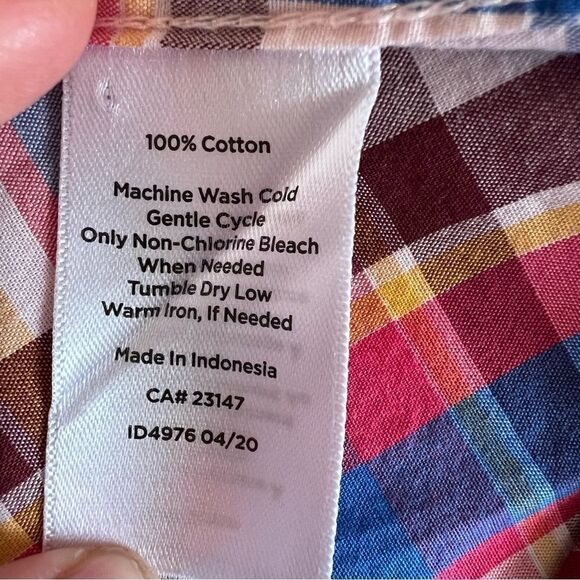 100% Cotton
Machine Wash Cold
Gentle Cycle
Only Non-Chlorine Bleach
When Needed
Tumble Dry Low
Warm Iron, If Needed
Made In Indonesia
CA# 23147
ID4976 04/20